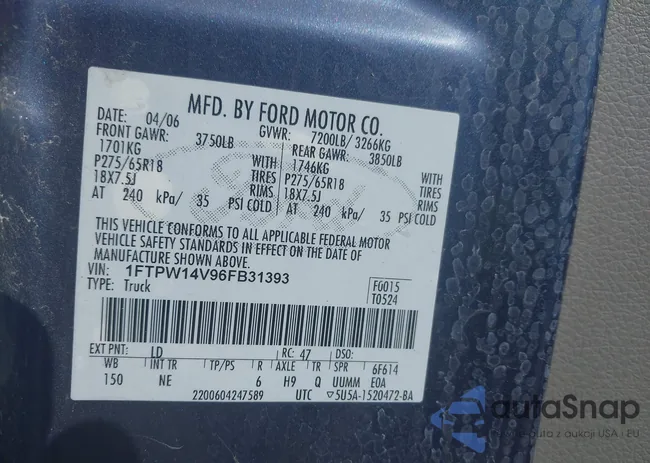 MFD. BY FORD MOTOR CO.
DATE: 04/06 GVWR: 7200LB/ 3266KG
FRONT GAWR: 3750LB REAR GAWR: 3850LB
1701KG WITH 1746KG WITH
P275/65R18 TIRES P275/65R18 TIRES
18X7.5J RIMS 18X7.5J RIMS
AT 240 kPa/ 35 PSI COLD AT 240 kPa/ 35 PSI COLD
THIS VEHICLE CONFORMS TO ALL APPLICABLE FEDERAL MOTOR
VEHICLE SAFETY STANDARDS IN EFFECT ON THE DATE OF
MANUFACTURE SHOWN ABOVE.
VIN: 1FTPW14V96FB31393 F0015
TYPE: Truck T0524
EXT PNT: LD RC: 47 DSO:
WB INT TR TP/PS R AXLE TR SPR 6F614
150 NE 6 H9 Q UUMM E0A
2200604247589 UTC ▽5U5A-1520472-BA
autaSnap
auta z aukcji USA i EU